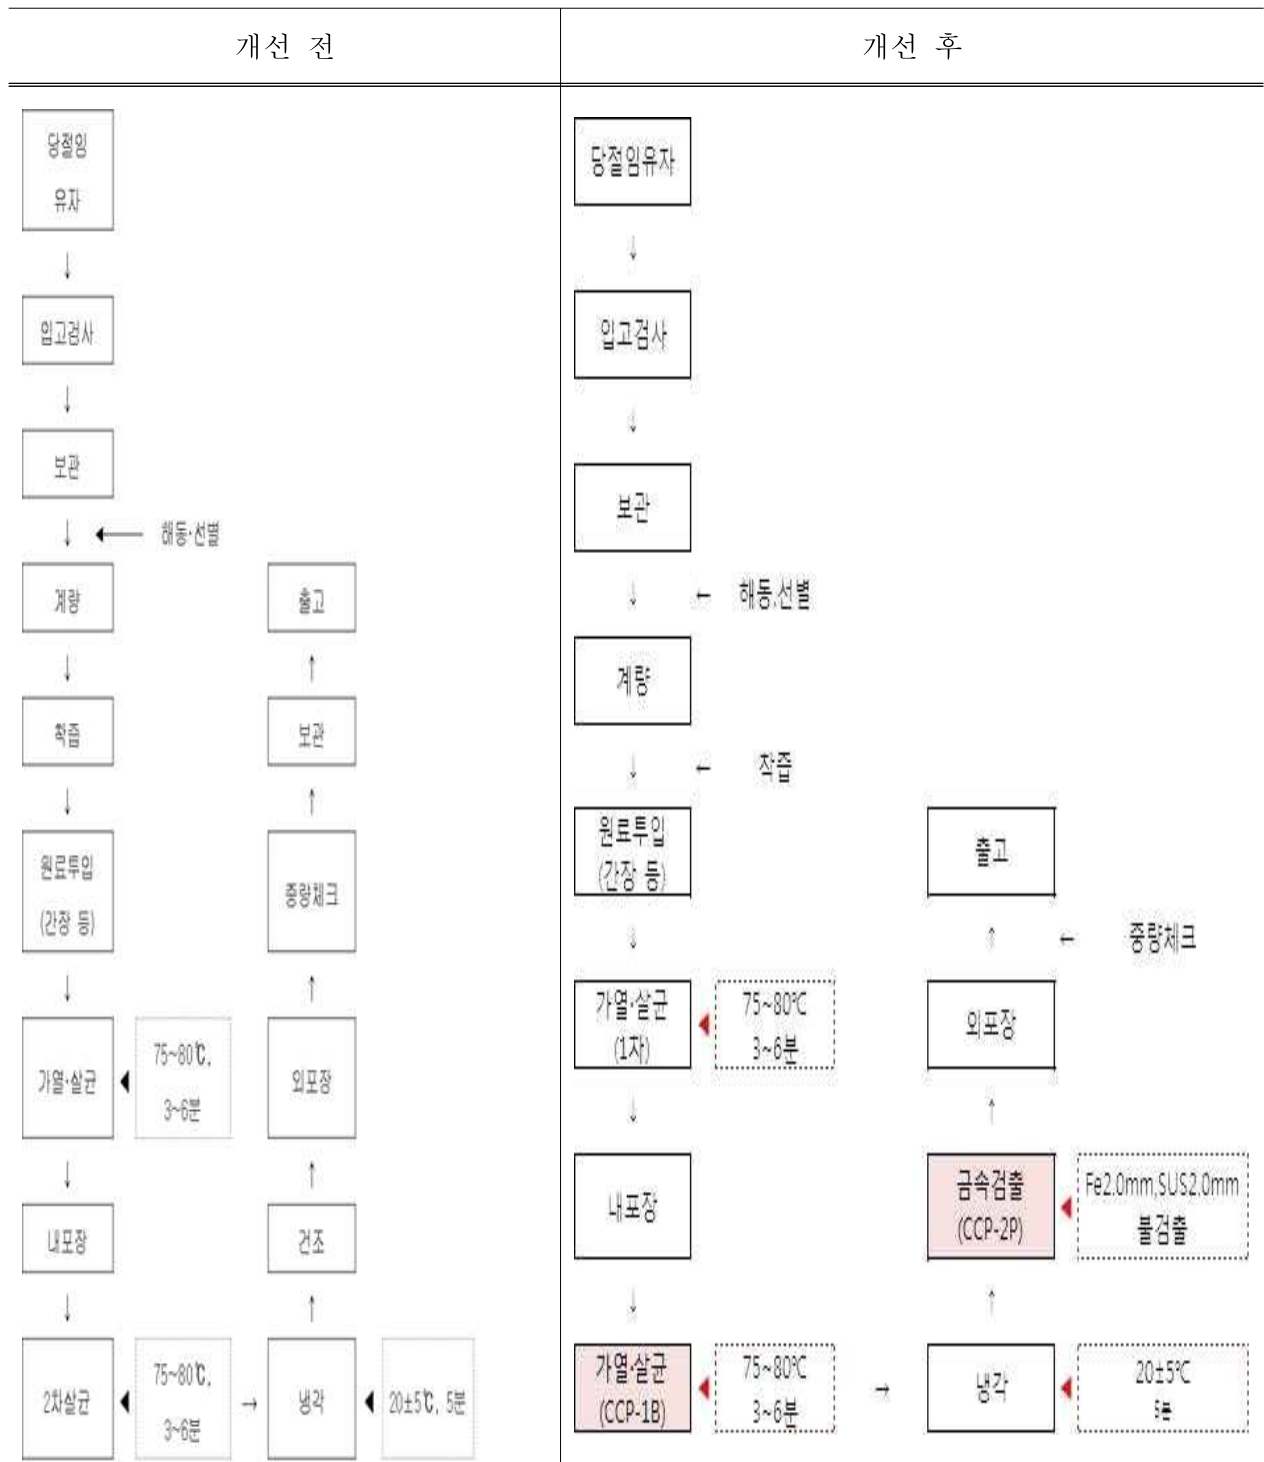 개선 전
개선 후
당절임
유자
↓
입고검사
↓
보관
↓ ← 해동·선별
계량
↓
착즙
↓
원료투입
(간장 등)
↓
가열·살균
75~80℃,
3~6분
↓
내포장
↓
2차살균
75~80℃,
3~6분
→
냉각
20±5℃, 5분
↑
건조
↑
외포장
↑
중량체크
↑
보관
↑
출고
당절임유자
↓
입고검사
↓
보관
↓ ← 해동,선별
계량
↓ ← 착즙
원료투입
(간장 등)
↓
가열·살균
(1차)
75~80℃
3~6분
↓
내포장
↓
가열·살균
(CCP-1B)
75~80℃
3~6분
→
냉각
20±5℃
5분
↑
금속검출
(CCP-2P)
Fe2.0mm,SUS2.0mm
불검출
↑
외포장
↑ ← 중량체크
출고